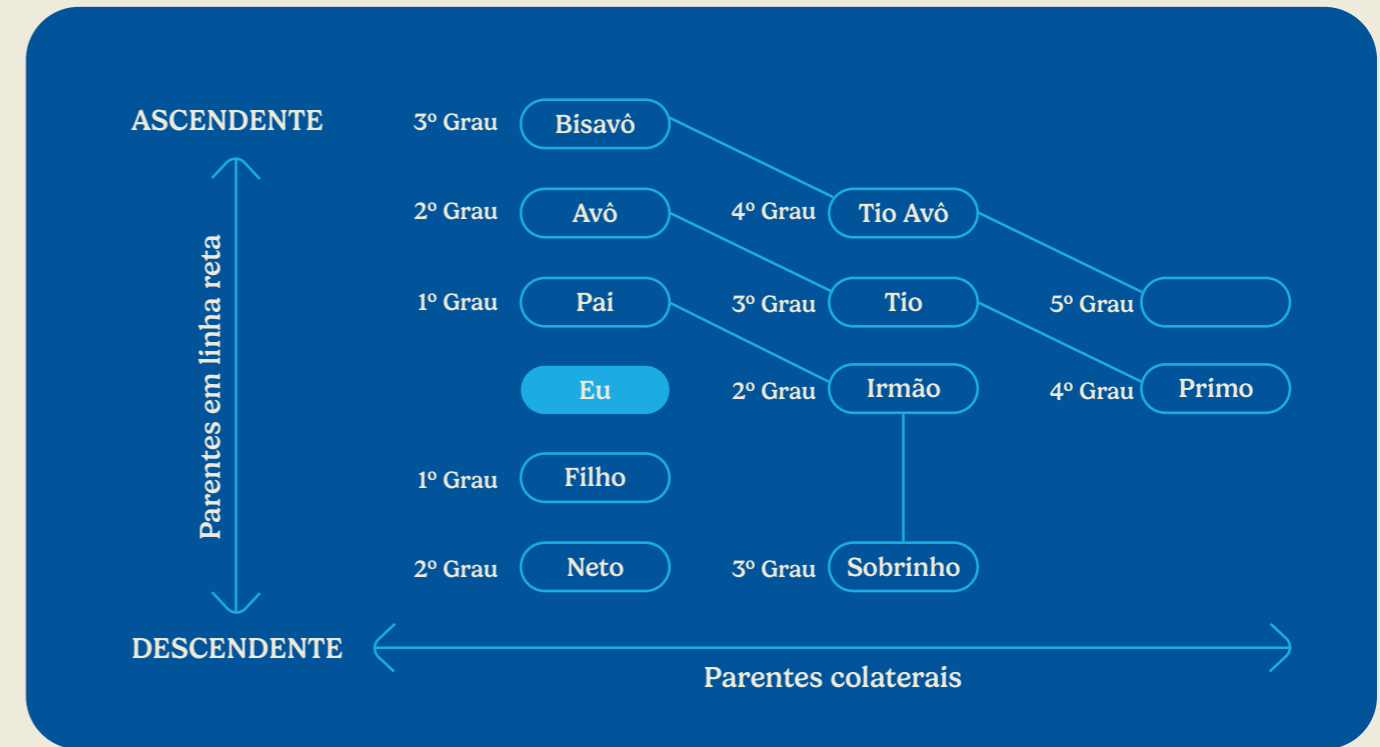 ASCENDENTE
3º Grau Bisavô
2º Grau Avô 4º Grau Tio Avô
1º Grau Pai 3º Grau Tio 5º Grau
Eu 2º Grau Irmão 4º Grau Primo
1º Grau Filho
2º Grau Neto 3º Grau Sobrinho
Parentes em linha reta
DESCENDENTE
Parentes colaterais